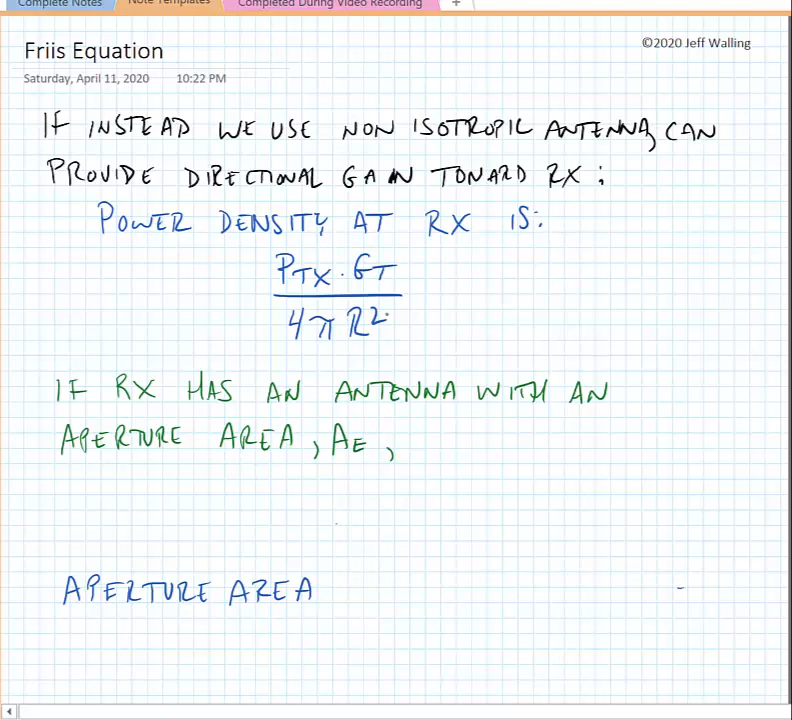 Complete Notes Note Templates Completed During Video Recording +
Friis Equation
©2020 Jeff Walling
Saturday, April 11, 2020 10:22 PM
IF INSTEAD WE USE NON ISOTROPIC ANTENNA, CAN
PROVIDE DIRECTIONAL GAIN TOWARD RX:
POWER DENSITY AT RX IS:
PTX · GT
4πR2
IF RX HAS AN ANTENNA WITH AN
APERTURE AREA, AE,
APERTURE AREA